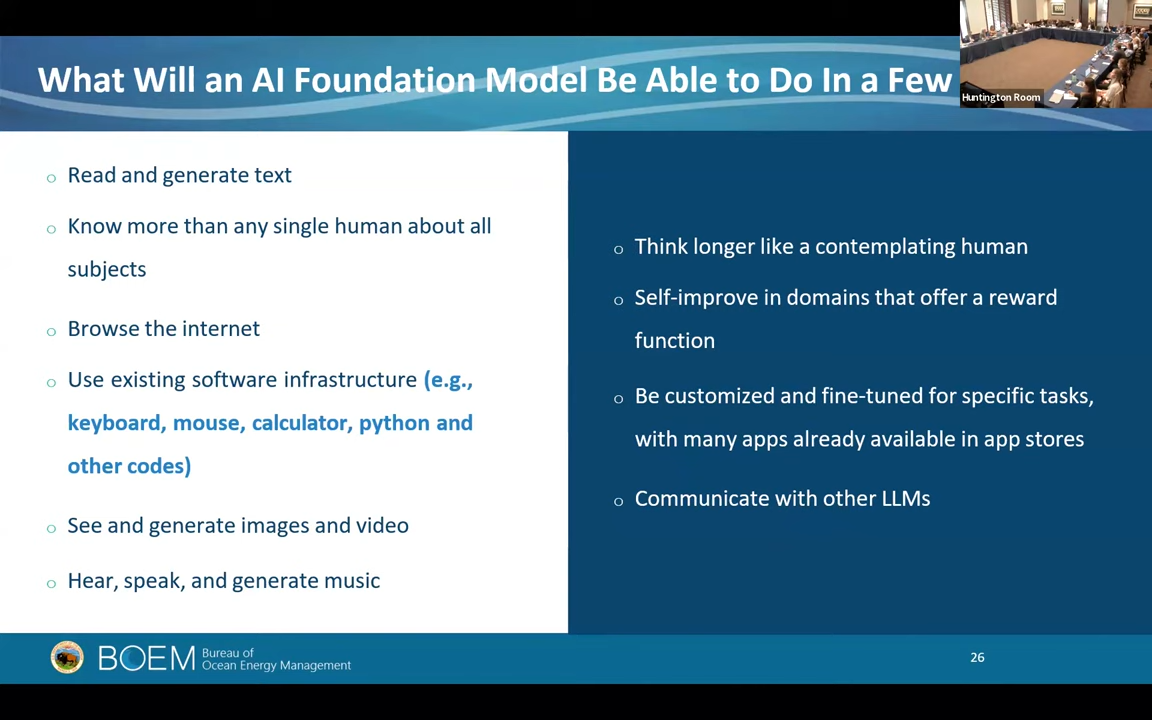 What Will an AI Foundation Model Be Able to Do In a Few
Huntington Room
o Read and generate text
o Know more than any single human about all
subjects
o Browse the internet
o Use existing software infrastructure (e.g.,
keyboard, mouse, calculator, python and
other codes)
o See and generate images and video
o Hear, speak, and generate music
o Think longer like a contemplating human
o Self-improve in domains that offer a reward
function
o Be customized and fine-tuned for specific tasks,
with many apps already available in app stores
o Communicate with other LLMs
BOEM
Bureau of
Ocean Energy Management
26